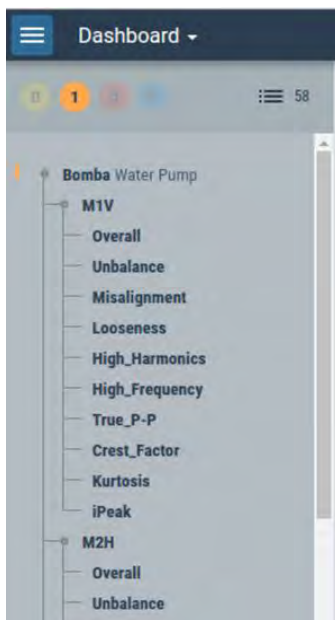 Dashboard
1
58
Bomba Water Pump
M1V
Overall
Unbalance
Misalignment
Looseness
High_Harmonics
High_Frequency
True_P-P
Crest_Factor
Kurtosis
iPeak
M2H
Overall
Unbalance